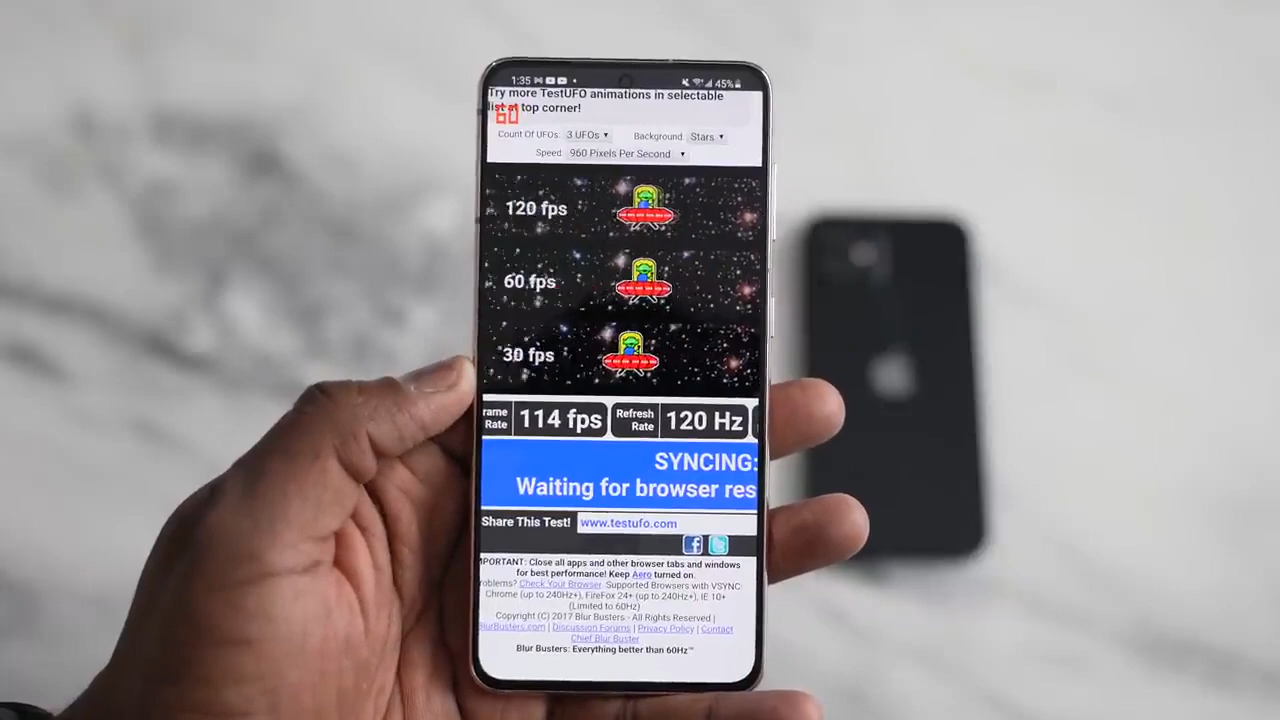 1:35
45%
Try more TestUFO animations in selectable
list at top corner!
60
Count Of UFOs: 3 UFOs
Background: Stars
Speed: 960 Pixels Per Second
120 fps
60 fps
30 fps
rame Rate 114 fps
Refresh Rate 120 Hz
SYNCING:
Waiting for browser res
Share This Test! www.testufo.com
MPORTANT: Close all apps and other browser tabs and windows
for best performance! Keep Aero turned on.
roblems? Check Your Browser. Supported Browsers with VSYNC:
Chrome (up to 240Hz+), FireFox 24+ (up to 240Hz+), IE 10+
(Limited to 60Hz)
Copyright (C) 2017 Blur Busters - All Rights Reserved |
BlurBusters.com | Discussion Forums | Privacy Policy | Contact
Chief Blur Buster
Blur Busters: Everything better than 60Hz™